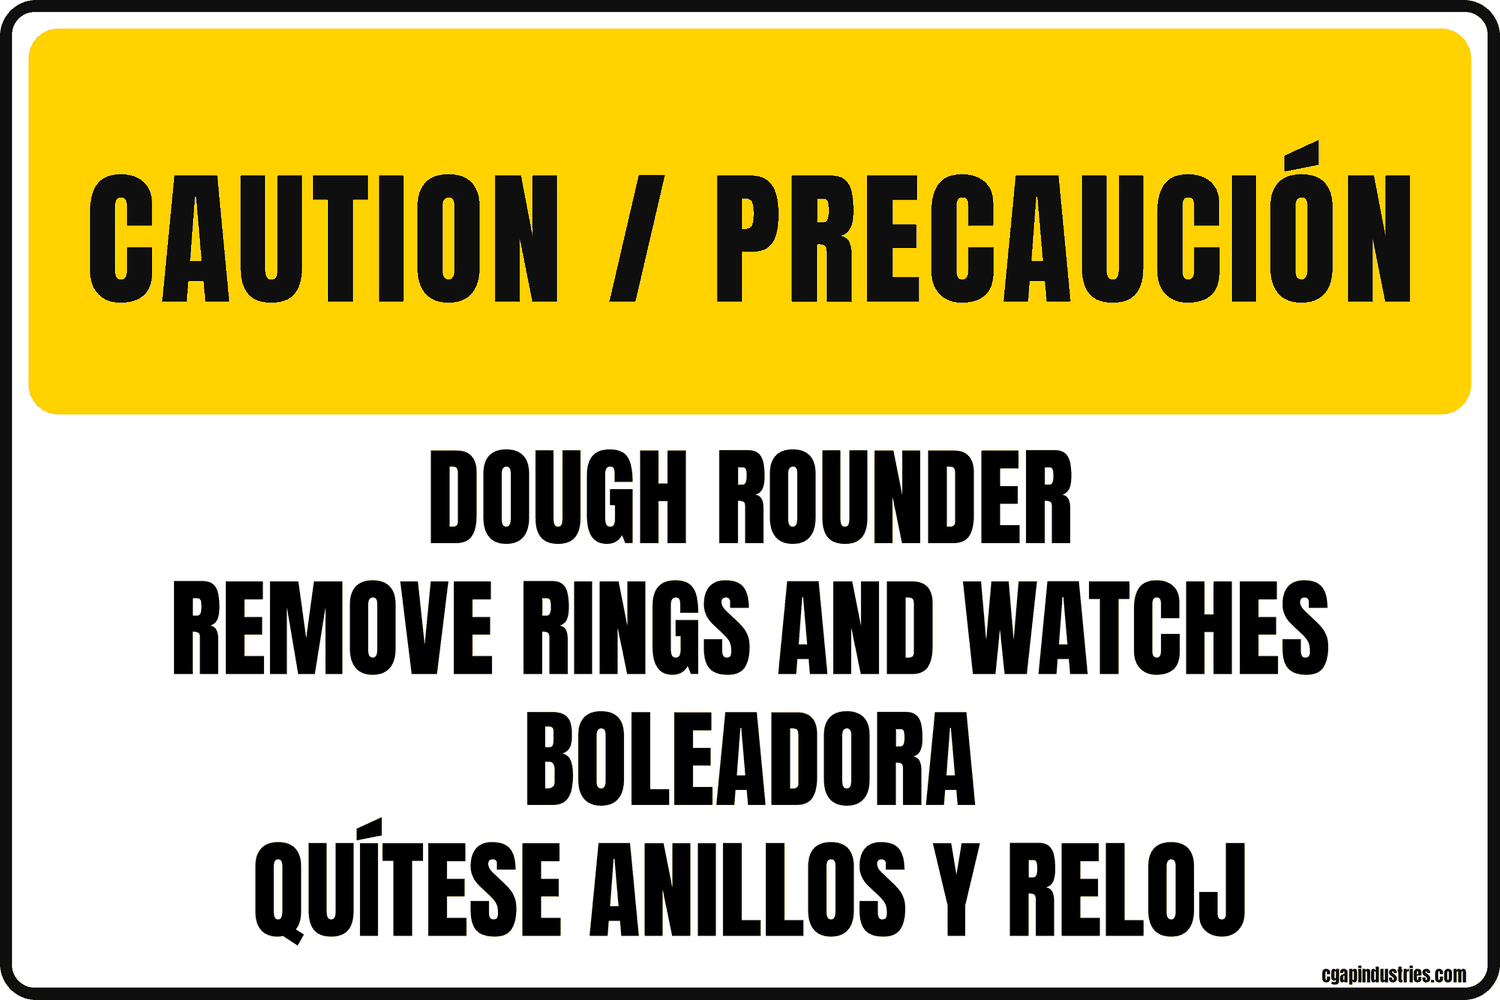 CAUTION / PRECAUCIÓN
DOUGH ROUNDER
REMOVE RINGS AND WATCHES
BOLEADORA
QUÍTESE ANILLOS Y RELOJ
cgapindustries.com